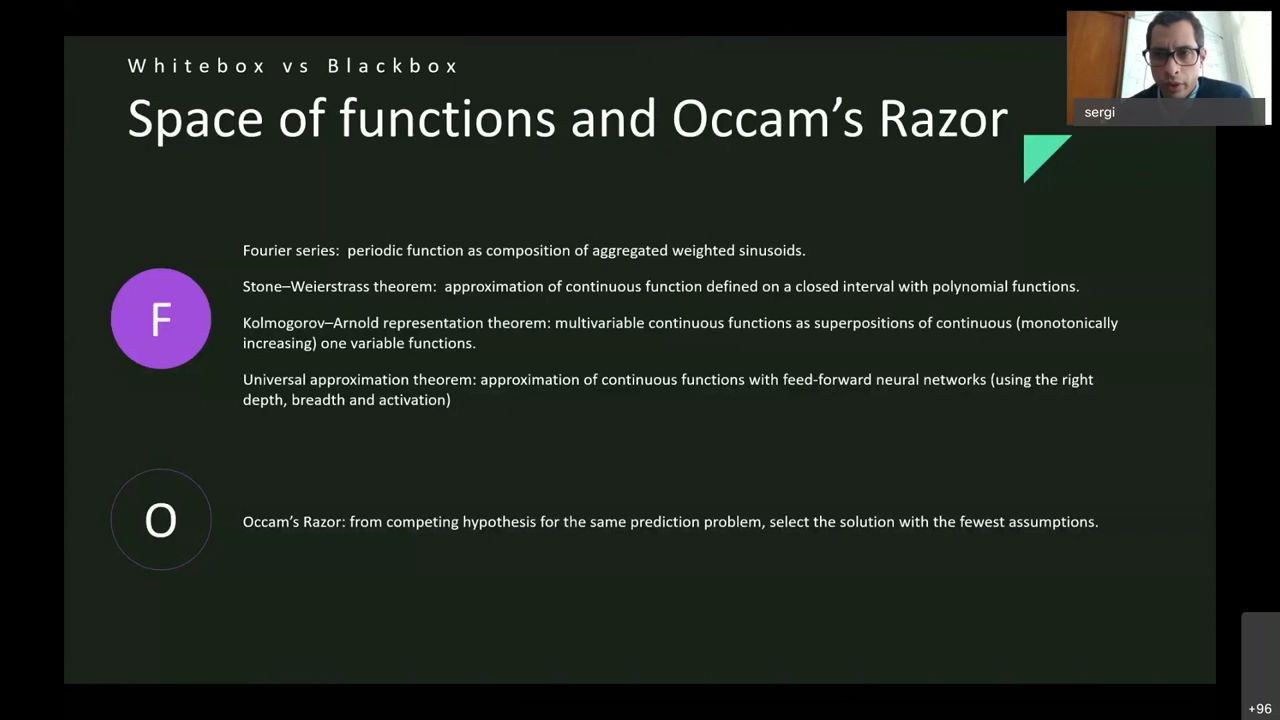 Whitebox vs Blackbox
Space of functions and Occam's Razor
sergi
F
Fourier series:  periodic function as composition of aggregated weighted sinusoids.
Stone–Weierstrass theorem:  approximation of continuous function defined on a closed interval with polynomial functions.
Kolmogorov–Arnold representation theorem: multivariable continuous functions as superpositions of continuous (monotonically
increasing) one variable functions.
Universal approximation theorem: approximation of continuous functions with feed-forward neural networks (using the right
depth, breadth and activation)
O
Occam's Razor: from competing hypothesis for the same prediction problem, select the solution with the fewest assumptions.
+96